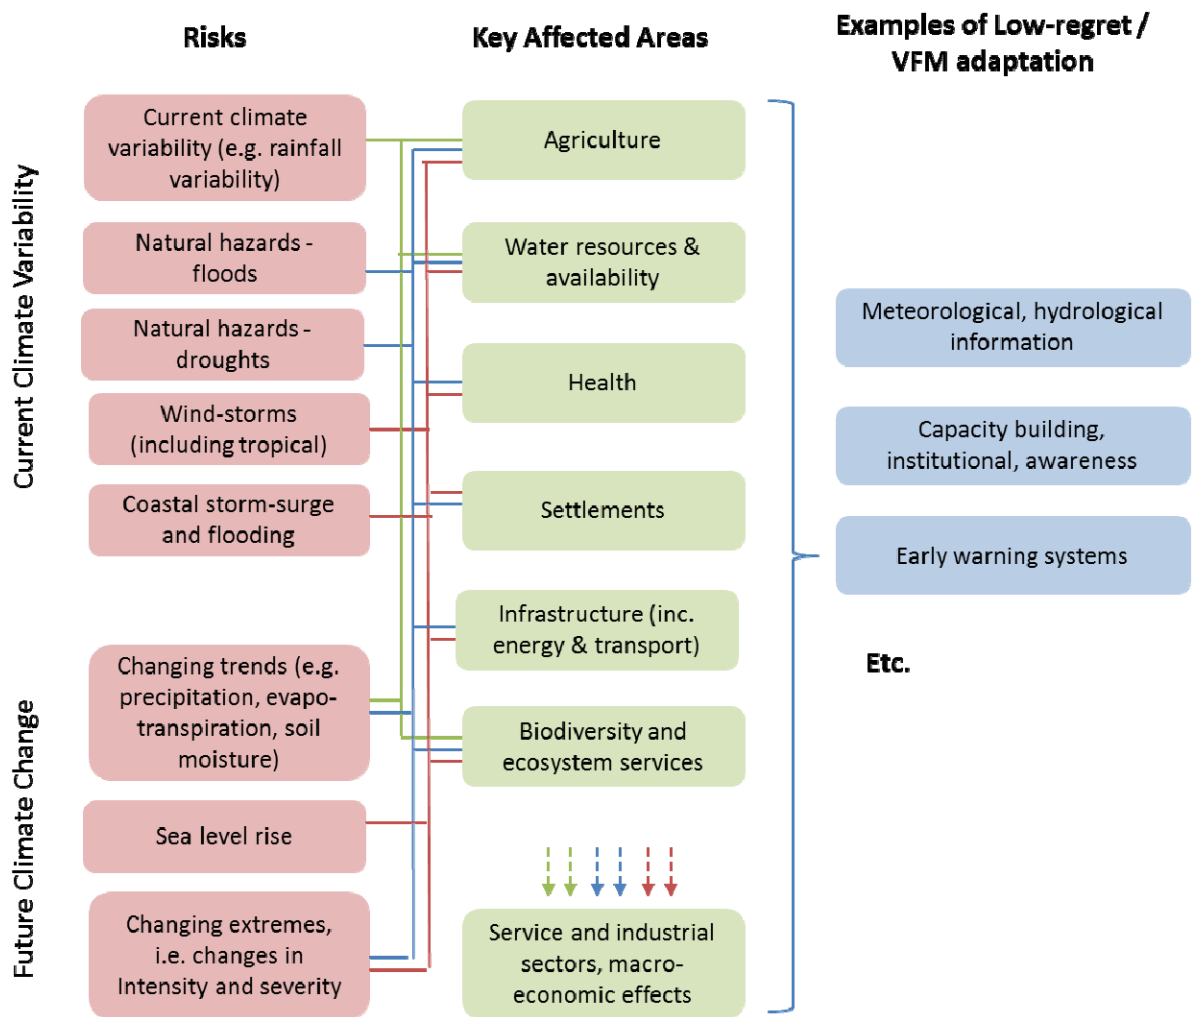 Risks
Key Affected Areas
Examples of Low-regret /
VFM adaptation
Current Climate Variability
Current climate
variability (e.g. rainfall
variability)
Natural hazards -
floods
Natural hazards -
droughts
Wind-storms
(including tropical)
Coastal storm-surge
and flooding
Future Climate Change
Changing trends (e.g.
precipitation, evapo-
transpiration, soil
moisture)
Sea level rise
Changing extremes,
i.e. changes in
Intensity and severity
Agriculture
Water resources &
availability
Health
Settlements
Infrastructure (inc.
energy & transport)
Biodiversity and
ecosystem services
Service and industrial
sectors, macro-
economic effects
Meteorological, hydrological
information
Capacity building,
institutional, awareness
Early warning systems
Etc.